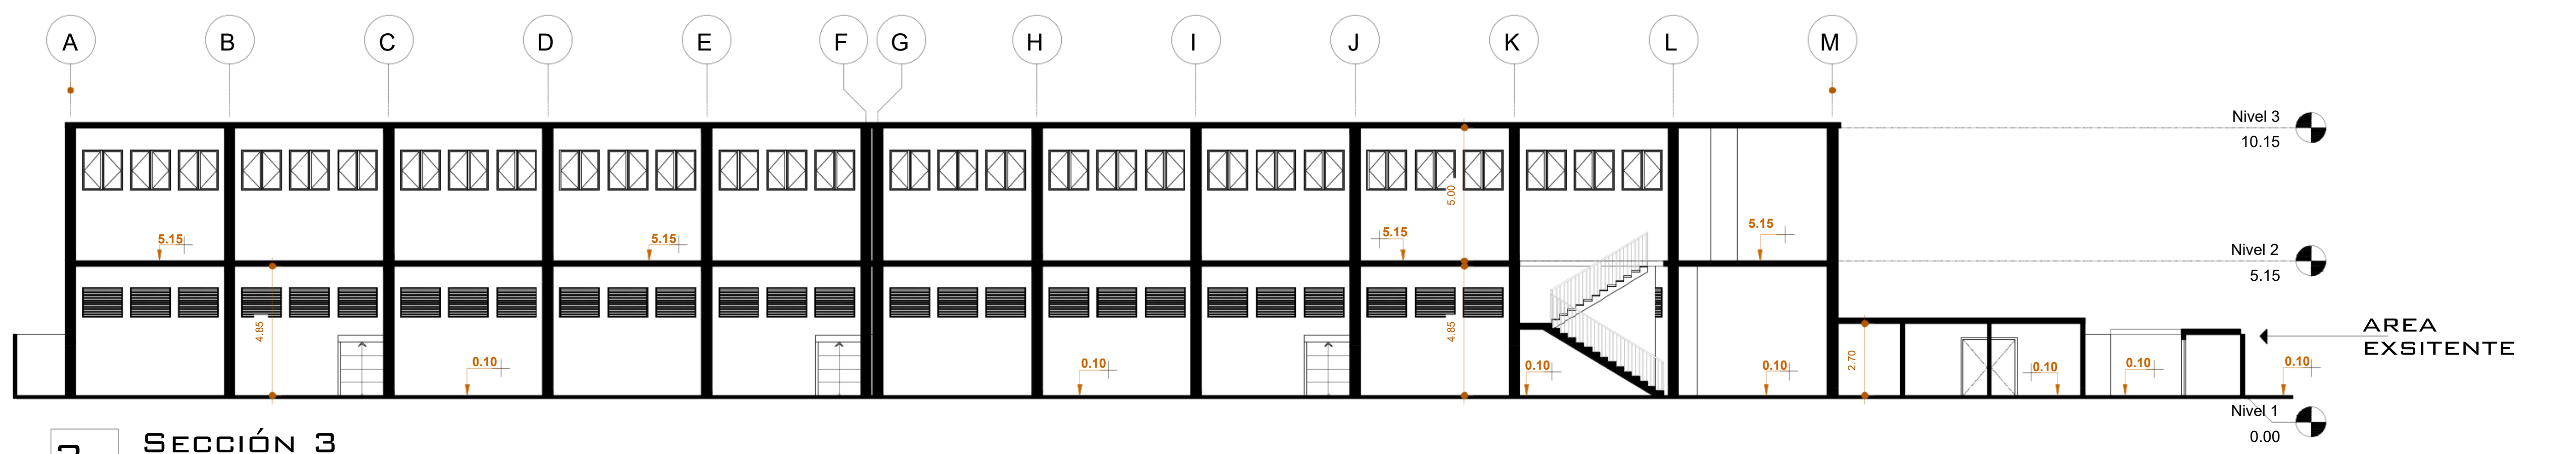 A B C D E F G H I J K L M
Nivel 3
10.15
5.00
5.15 5.15 5.15 5.15
Nivel 2
5.15
4.85 4.85
AREA
EXSITENTE
2.70
0.10 0.10 0.10 0.10 0.10 0.10 0.10
Nivel 1
0.00
SECCIÓN 3